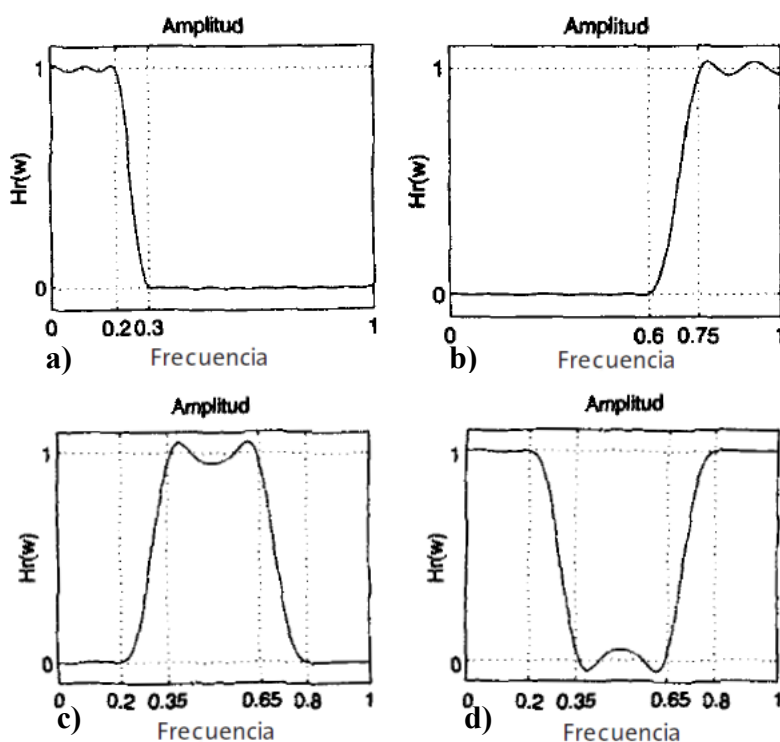 Amplitud
1
Hr(w)
0
0 0.2 0.3 1
a) Frecuencia
Amplitud
1
Hr(w)
0
0 0.6 0.75 1
b) Frecuencia
Amplitud
1
Hr(w)
0
0 0.2 0.35 0.65 0.8 1
c) Frecuencia
Amplitud
1
Hr(w)
0
0 0.2 0.35 0.65 0.8 1
d) Frecuencia